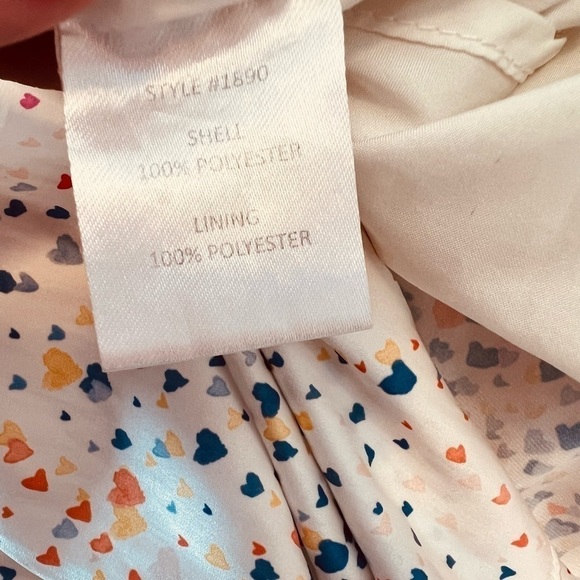 STYLE #1890
SHELL
100% POLYESTER
LINING
100% POLYESTER